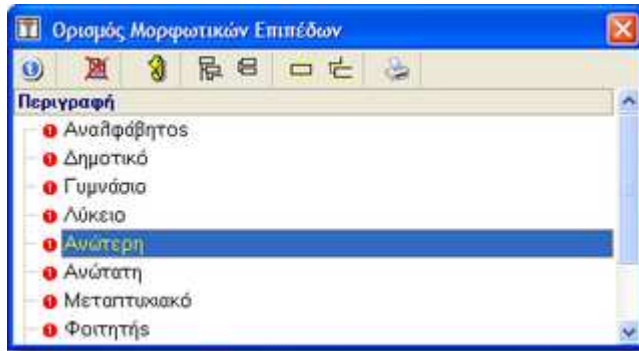 Ορισμός Μορφωτικών Επιπέδων
Περιγραφή
Αναλφάβητος
Δημοτικό
Γυμνάσιο
Λύκειο
Ανώτερη
Ανώτατη
Μεταπτυχιακό
Φοιτητής